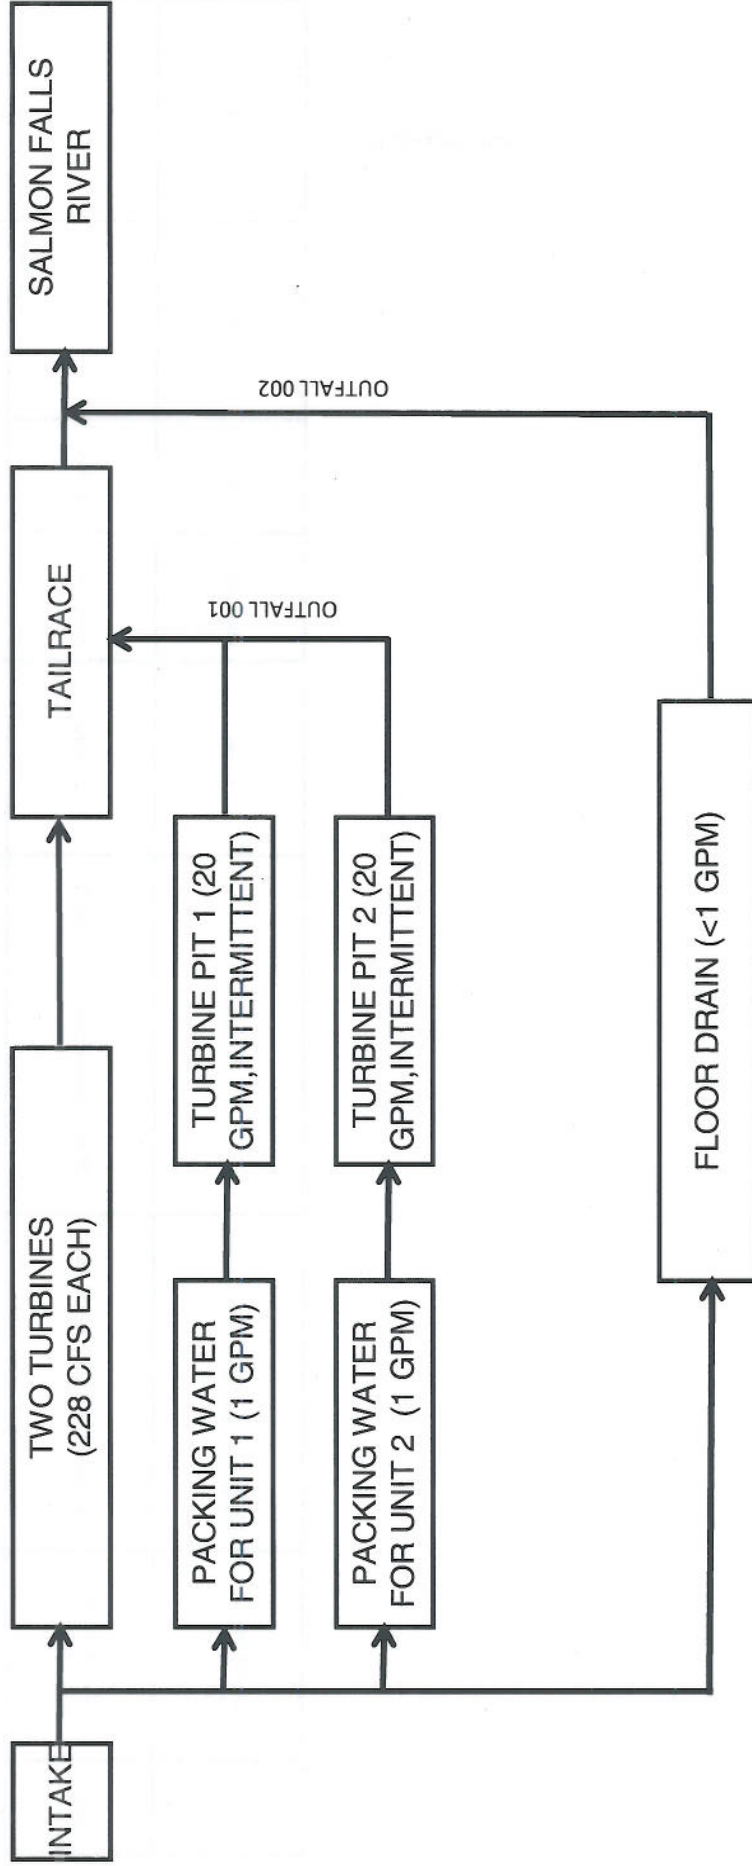 INTAKE
TWO TURBINES
(228 CFS EACH)
TAILRACE
SALMON FALLS
RIVER
PACKING WATER
FOR UNIT 1 (1 GPM)
TURBINE PIT 1 (20
GPM,INTERMITTENT)
OUTFALL 001
PACKING WATER
FOR UNIT 2 (1 GPM)
TURBINE PIT 2 (20
GPM,INTERMITTENT)
OUTFALL 002
FLOOR DRAIN (<1 GPM)